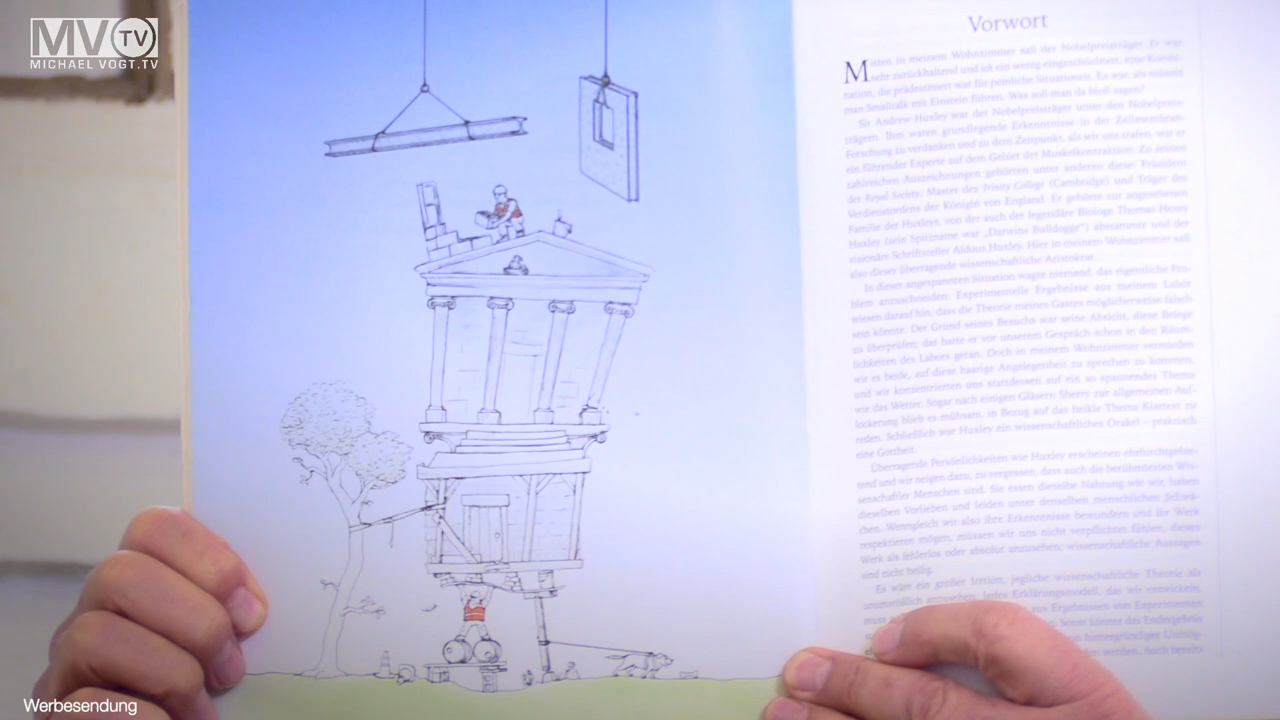 MV TV
MICHAEL VOGT.TV
Vorwort
Mitten in meinem Wohnzimmer saß der Nobelpreisträger. Er war
sehr zurückhaltend und ich ein wenig eingeschüchtert, eine Kombi-
nation, die prädestiniert war für peinliche Situationen. Es war, als müsste
man Smalltalk mit Einstein führen. Was soll man da bloß sagen?
Sir Andrew Huxley war der Nobelpreisträger unter den Nobelpreis-
trägern. Ihm waren grundlegende Erkenntnisse in der Zellmembran-
Forschung zu verdanken und zu dem Zeitpunkt, als wir uns trafen, war er
ein führender Experte auf dem Gebiet der Muskelkontraktion. Zu seinen
zahlreichen Auszeichnungen gehörten unter anderen diese: Präsident
der Royal Society, Master des Trinity College (Cambridge) und Träger des
Verdienstordens der Königin von England. Er gehörte zur angesehenen
Familie der Huxleys, von der auch der legendäre Biologe Thomas Henry
Huxley (sein Spitzname war „Darwins Bulldogge“) abstammte und der
visionäre Schriftsteller Aldous Huxley. Hier in meinem Wohnzimmer saß
also dieser überragende wissenschaftliche Aristokrat.
In dieser angespannten Situation wagte niemand, das eigentliche Pro-
blem anzuschneiden: Experimentelle Ergebnisse aus meinem Labor
wiesen darauf hin, dass die Theorie meines Gastes möglicherweise falsch
sein könnte. Der Grund seines Besuchs war seine Absicht, diese Belege
zu überprüfen; das hatte er vor unserem Gespräch schon in den Räum-
lichkeiten des Labors getan. Doch in meinem Wohnzimmer vermieden
wir es beide, auf diese haarige Angelegenheit zu sprechen zu kommen,
und wir konzentrierten uns stattdessen auf ein so spannendes Thema
wie das Wetter. Sogar nach einigen Gläsern Sherry zur allgemeinen Auf-
lockerung blieb es mühsam, in Bezug auf das heikle Thema Klartext zu
reden. Schließlich war Huxley ein wissenschaftliches Orakel – praktisch
eine Gottheit.
Überragende Persönlichkeiten wie Huxley erscheinen ehrfurchtgebie-
tend und wir neigen dazu, zu vergessen, dass auch die berühmtesten Wis-
senschaftler Menschen sind. Sie essen dieselbe Nahrung wie wir, haben
dieselben Vorlieben und leiden unter denselben menschlichen Schwä-
chen. Wenngleich wir also ihre Erkenntnisse bewundern und ihr Werk
respektieren mögen, müssen wir uns nicht verpflichtet fühlen, dieses
Werk als fehlerlos oder absolut anzusehen; wissenschaftliche Aussagen
sind nicht heilig.
Es wäre ein großer Irrtum, jegliche wissenschaftliche Theorie als
unumstößlich anzusehen. Jedes Erklärungsmodell, das wir entwickeln,
muss aus Ergebnissen von Experimenten
Sonst könnte das Endergebnis
hintergründiger Unmög-
werden. Auch bereits
Werbesendung